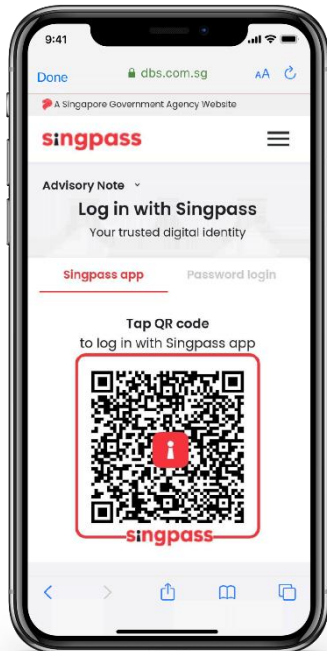 9:41
Done dbs.com.sg AA
A Singapore Government Agency Website
singpass
Advisory Note
Log in with Singpass
Your trusted digital identity
Singpass app Password login
Tap QR code
to log in with Singpass app
singpass